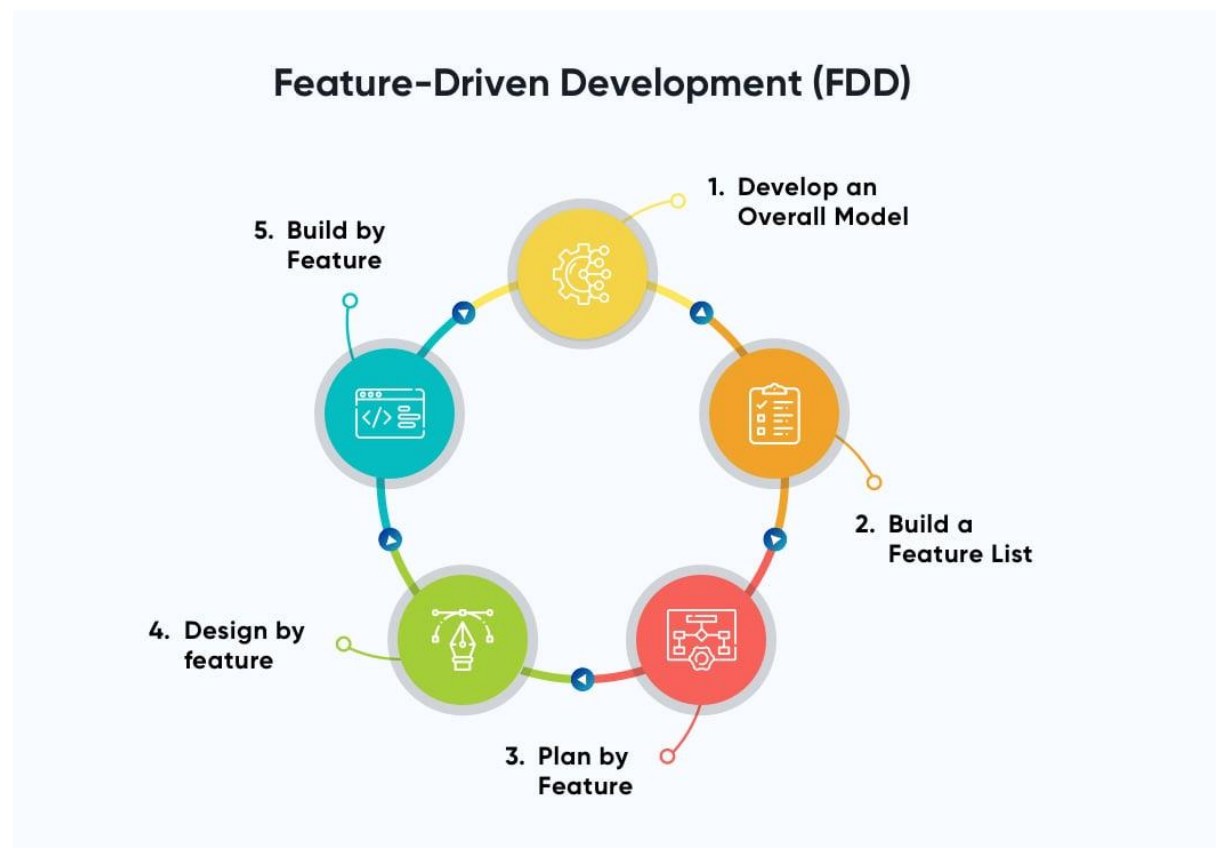 Feature-Driven Development (FDD)
1. Develop an
Overall Model
2. Build a
Feature List
3. Plan by
Feature
4. Design by
feature
5. Build by
Feature